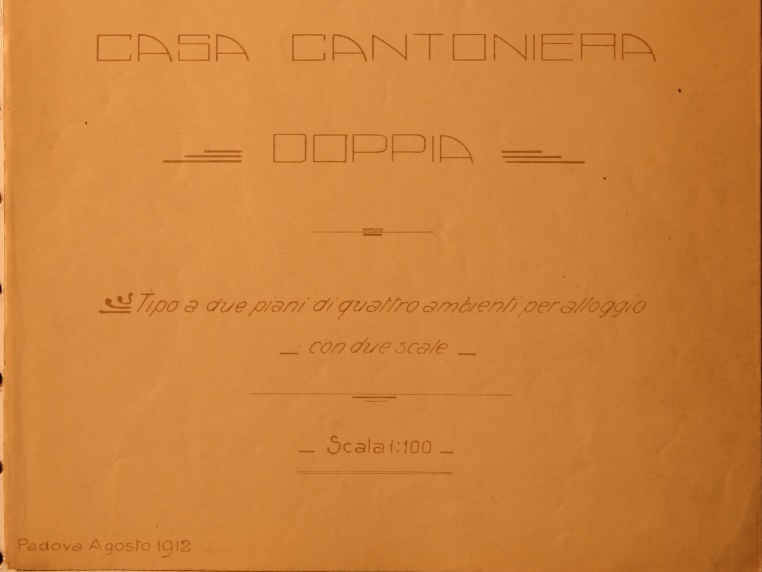 CASA CANTONIERA
DOPPIA
Tipo a due piani di quattro ambienti per alloggio
con due scale
Scala 1:100
Padova Agosto 1912